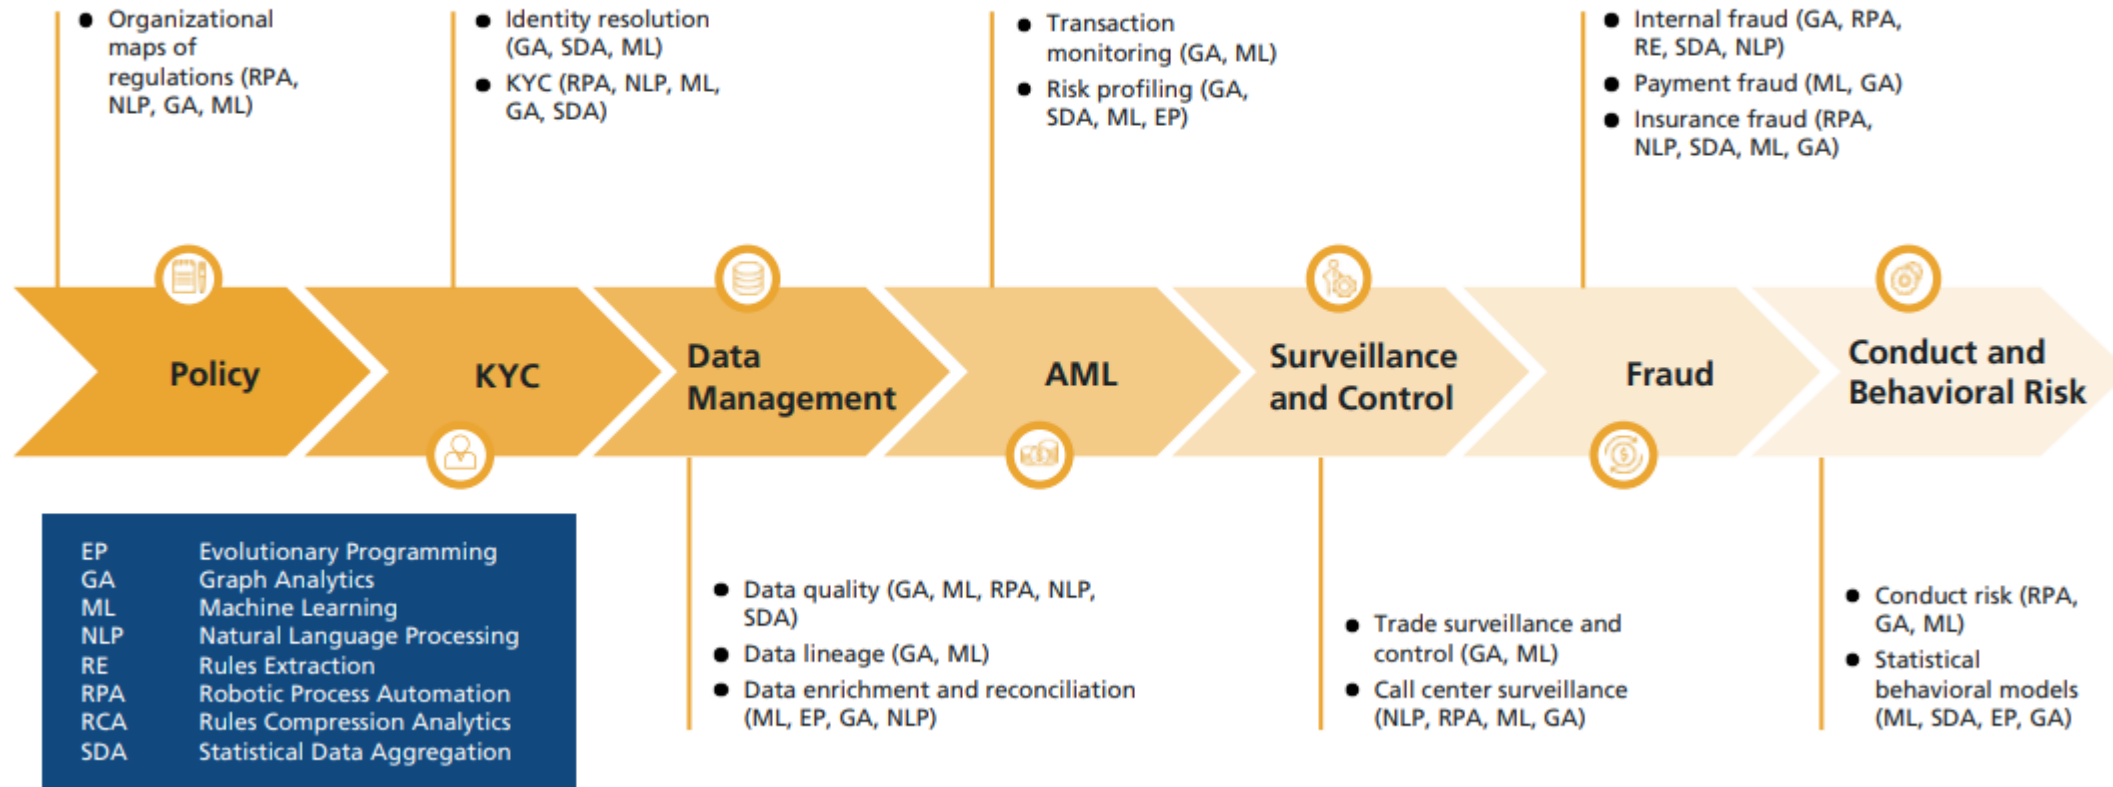 ● Organizational
maps of
regulations (RPA,
NLP, GA, ML)
● Identity resolution
(GA, SDA, ML)
● KYC (RPA, NLP, ML,
GA, SDA)
● Transaction
monitoring (GA, ML)
● Risk profiling (GA,
SDA, ML, EP)
● Internal fraud (GA, RPA,
RE, SDA, NLP)
● Payment fraud (ML, GA)
● Insurance fraud (RPA,
NLP, SDA, ML, GA)
Policy
KYC
Data
Management
AML
Surveillance
and Control
Fraud
Conduct and
Behavioral Risk
EP Evolutionary Programming
GA Graph Analytics
ML Machine Learning
NLP Natural Language Processing
RE Rules Extraction
RPA Robotic Process Automation
RCA Rules Compression Analytics
SDA Statistical Data Aggregation
● Data quality (GA, ML, RPA, NLP,
SDA)
● Data lineage (GA, ML)
● Data enrichment and reconciliation
(ML, EP, GA, NLP)
● Trade surveillance and
control (GA, ML)
● Call center surveillance
(NLP, RPA, ML, GA)
● Conduct risk (RPA,
GA, ML)
● Statistical
behavioral models
(ML, SDA, EP, GA)